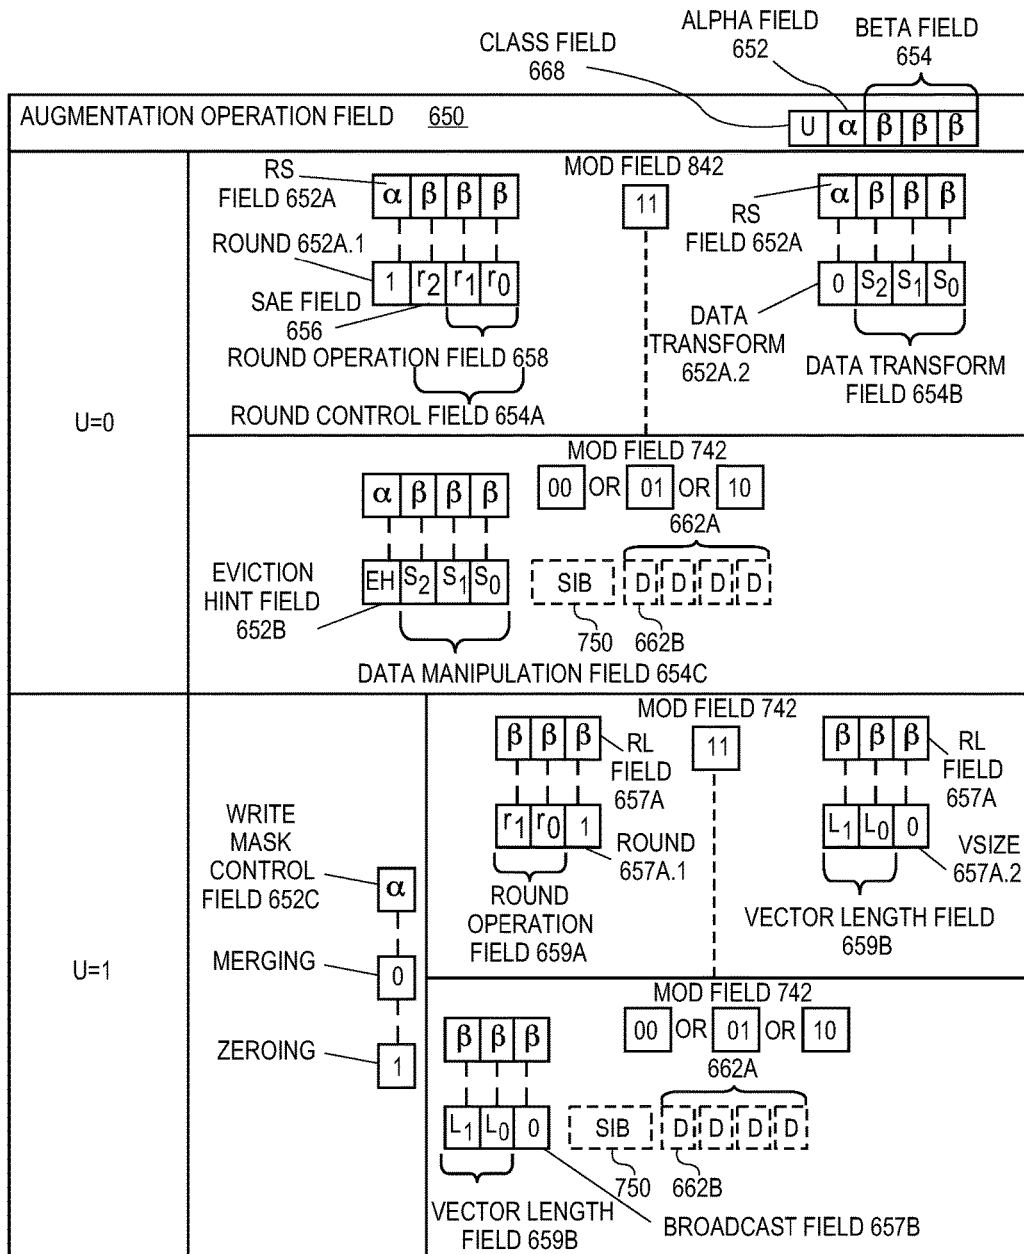 CLASS FIELD
668
ALPHA FIELD
652
BETA FIELD
654
AUGMENTATION OPERATION FIELD 650
U α β β β
U=0
RS
FIELD 652A
α β β β
ROUND 652A.1
1 r2 r1 r0
SAE FIELD
656
ROUND OPERATION FIELD 658
ROUND CONTROL FIELD 654A
MOD FIELD 842
11
α β β β
RS
FIELD 652A
0 S2 S1 S0
DATA
TRANSFORM
652A.2
DATA TRANSFORM
FIELD 654B
MOD FIELD 742
00 OR 01 OR 10
α β β β
662A
EVICTION
HINT FIELD
652B
EH S2 S1 S0
SIB
D D D D
750
662B
DATA MANIPULATION FIELD 654C
U=1
WRITE
MASK
CONTROL
FIELD 652C
α
MERGING
0
ZEROING
1
MOD FIELD 742
11
β β β
RL
FIELD
657A
r1 r0 1
ROUND
657A.1
ROUND
OPERATION
FIELD 659A
β β β
RL
FIELD
657A
L1 L0 0
VSIZE
657A.2
VECTOR LENGTH FIELD
659B
MOD FIELD 742
00 OR 01 OR 10
β β β
662A
L1 L0 0
SIB
D D D D
750
662B
VECTOR LENGTH
FIELD 659B
BROADCAST FIELD 657B